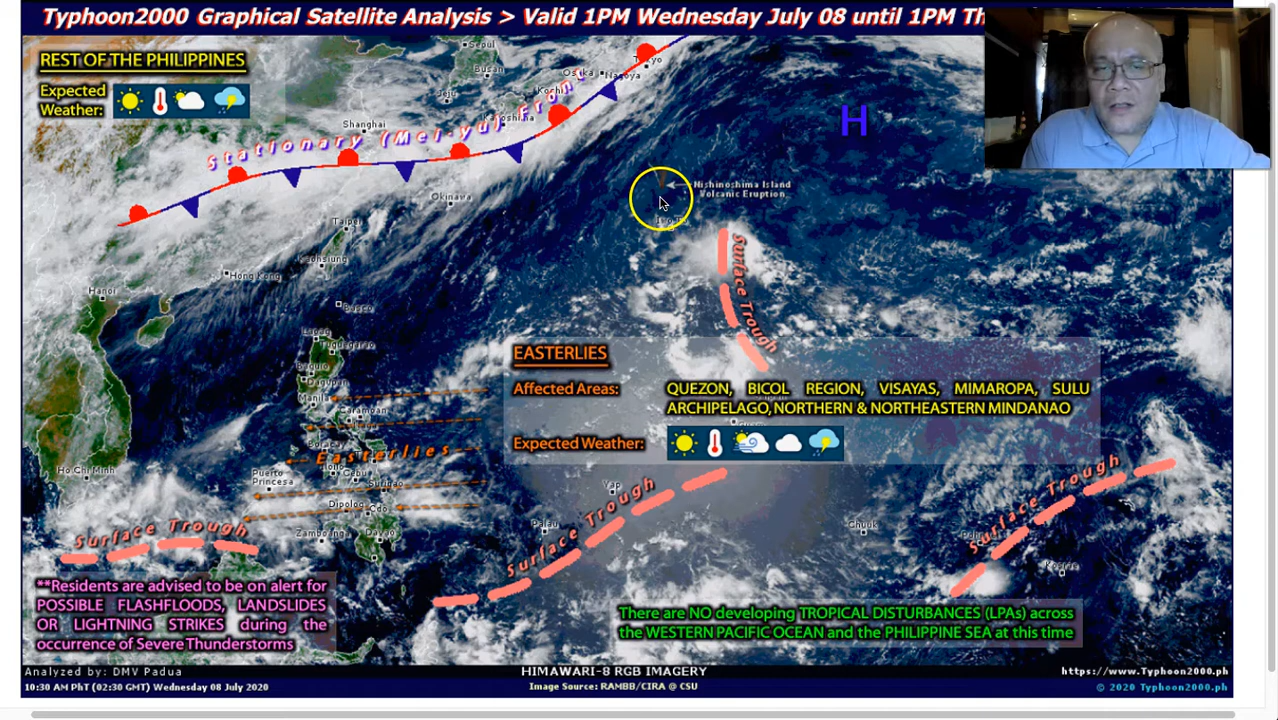 Typhoon2000 Graphical Satellite Analysis > Valid 1PM Wednesday July 08 until 1PM Th
REST OF THE PHILIPPINES
Expected
Weather:
Seoul
Busan
Jeju
Tokyo
Osaka
Nagoya
Kochi
Kagoshima
Shanghai
Stationary (Mei-yu) Front
H
Nishinoshima Island
Volcanic Eruption
Okinawa
Taipei
Kaohsiung
Hong Kong
Hanoi
Basco
Laoag
Tuguegarao
Baguio
Dagupan
Manila
Surface Trough
EASTERLIES
Affected Areas:
QUEZON, BICOL REGION, VISAYAS, MIMAROPA, SULU
ARCHIPELAGO, NORTHERN & NORTHEASTERN MINDANAO
Expected Weather:
Boracay
Easterlies
Ho Chi Minh
Puerto
Princesa
Cebu
Surigao
Dipolog
Cdo
Zamboanga
Davao
Surface Trough
Yap
Palau
Surface Trough
Chuuk
Surface Trough
Kosrae
**Residents are advised to be on alert for
POSSIBLE FLASHFLOODS, LANDSLIDES
OR LIGHTNING STRIKES during the
occurrence of Severe Thunderstorms
There are NO developing TROPICAL DISTURBANCES (LPAs) across
the WESTERN PACIFIC OCEAN and the PHILIPPINE SEA at this time
Analyzed by: DMV Padua
HIMAWARI-8 RGB IMAGERY
https://www.Typhoon2000.ph
10:30 AM PhT (02:30 GMT) Wednesday 08 July 2020
Image Source: RAMBB/CIRA @ CSU
© 2020 Typhoon2000.ph